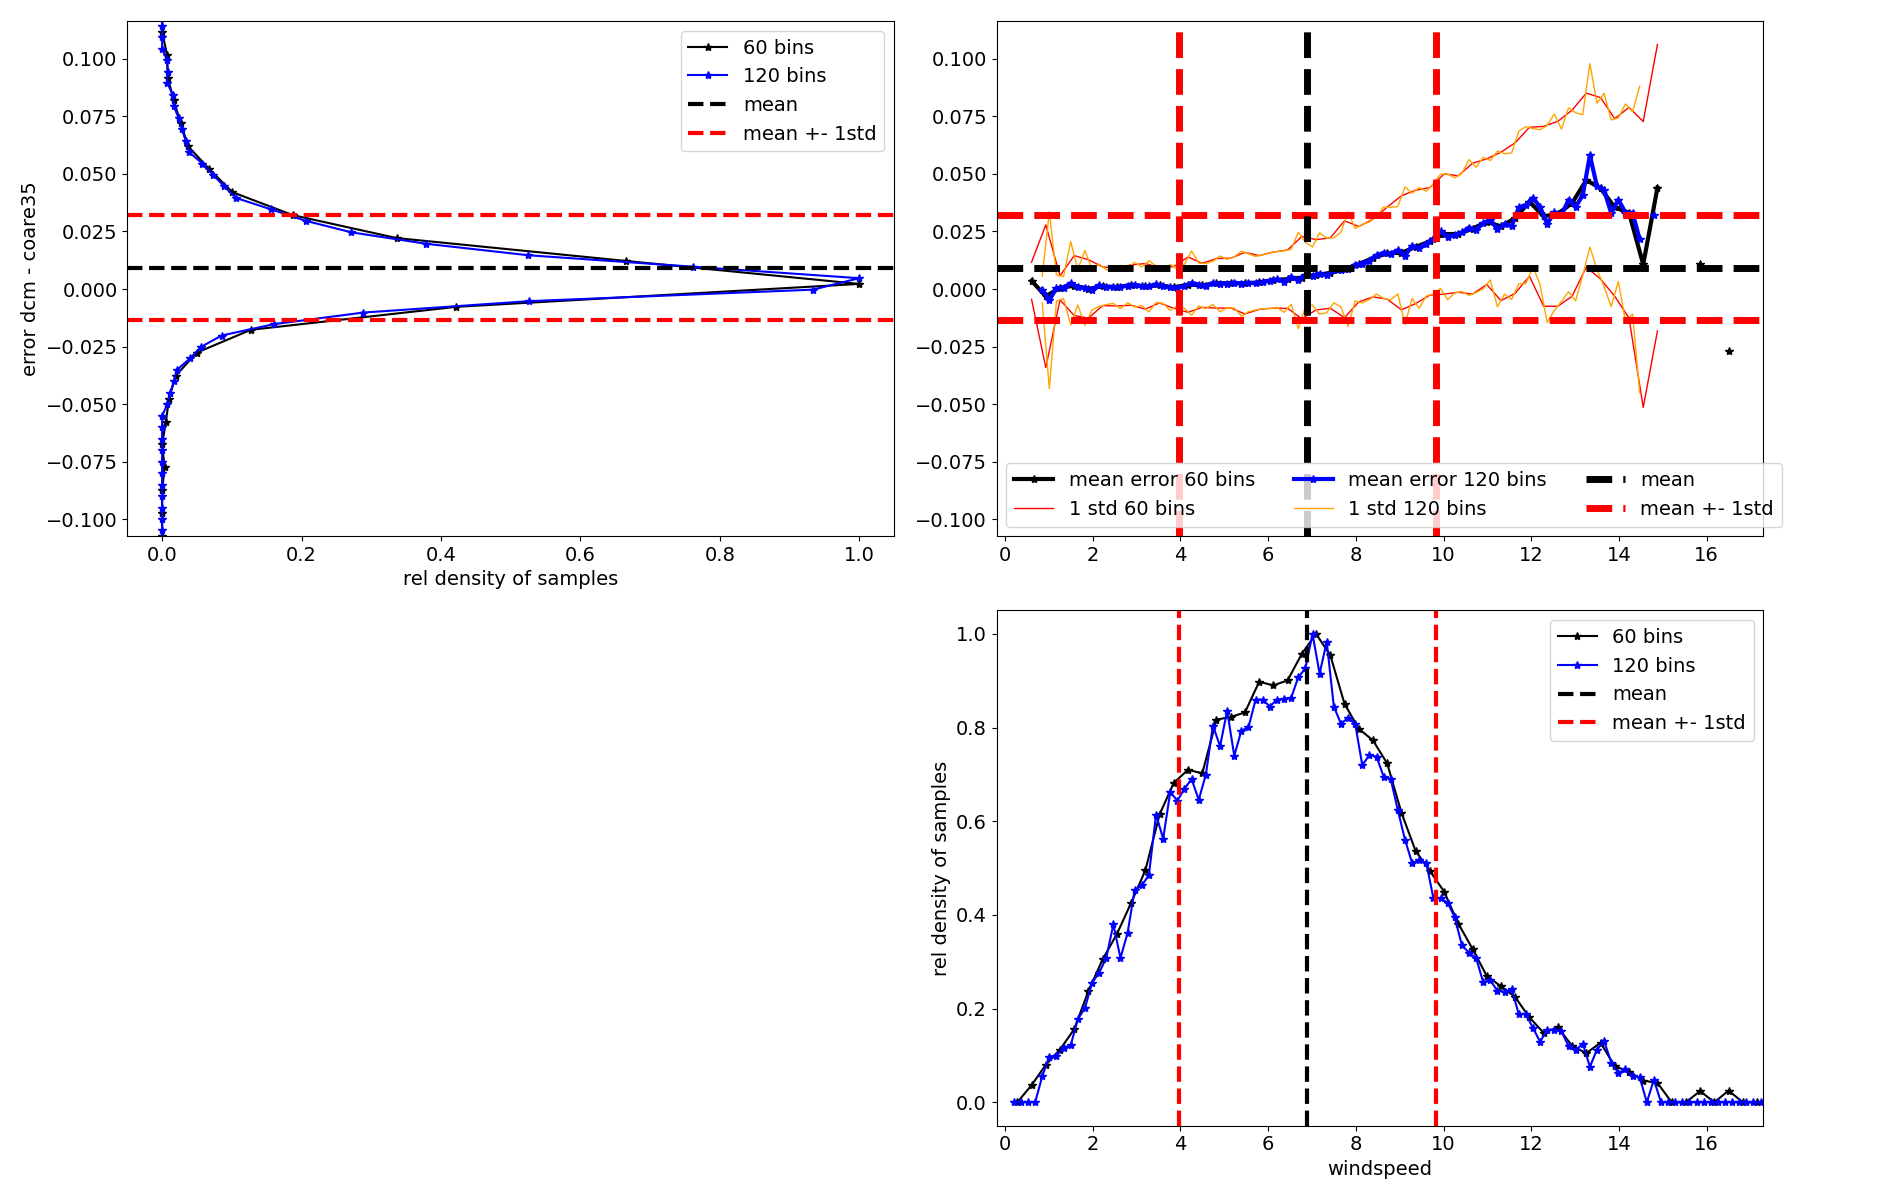 0.100
0.075
0.050
0.025
0.000
−0.025
−0.050
−0.075
−0.100
error dcm - coare35
0.0 0.2 0.4 0.6 0.8 1.0
rel density of samples
60 bins
120 bins
mean
mean +- 1std
0.100
0.075
0.050
0.025
0.000
−0.025
−0.050
−0.075
−0.100
mean error 60 bins mean error 120 bins mean
1 std 60 bins 1 std 120 bins mean +- 1std
0 2 4 6 8 10 12 14 16
1.0
0.8
0.6
0.4
0.2
0.0
rel density of samples
60 bins
120 bins
mean
mean +- 1std
0 2 4 6 8 10 12 14 16
windspeed